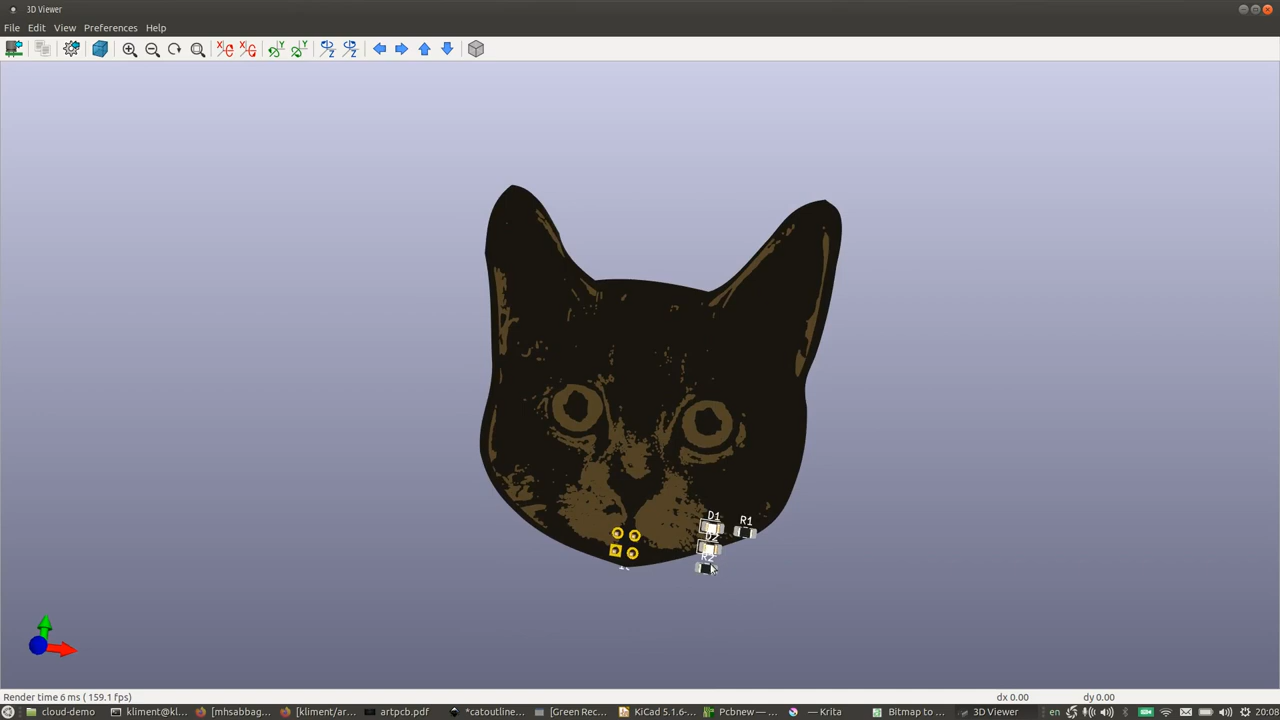 3D Viewer
File Edit View Preferences Help
D1
R1
D2
R2
Render time 6 ms ( 159.1 fps)
dx 0.00
dy 0.00
cloud-demo
kliment@kl...
[mhsabbag...
[kliment/ar...
artpcb.pdf
*catoutline...
[Green Rec...
KiCad 5.1.6-...
Pcbnew —...
— Krita
Bitmap to ...
3D Viewer
en
20:08